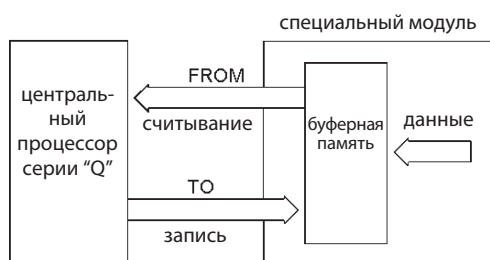 специальный модуль
FROM
считывание
централь-
ный
процессор
серии “Q”
буферная
память
данные
TO
запись